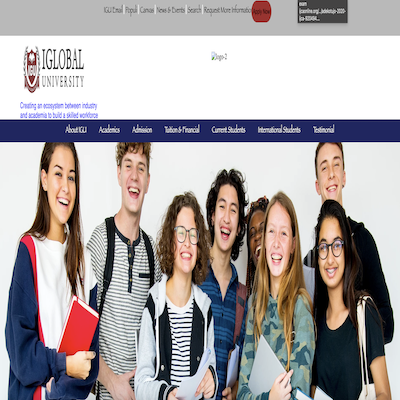 IGU Email Populi Canvas News & Events Search Request More Information Apply Now
exam
IGLOBAL
UNIVERSITY
logo-2
Creating an ecosystem between industry
and academia to build a skilled workforce
About IGU Academics Admission Tuition & Financial Current Students International Students Testimonial